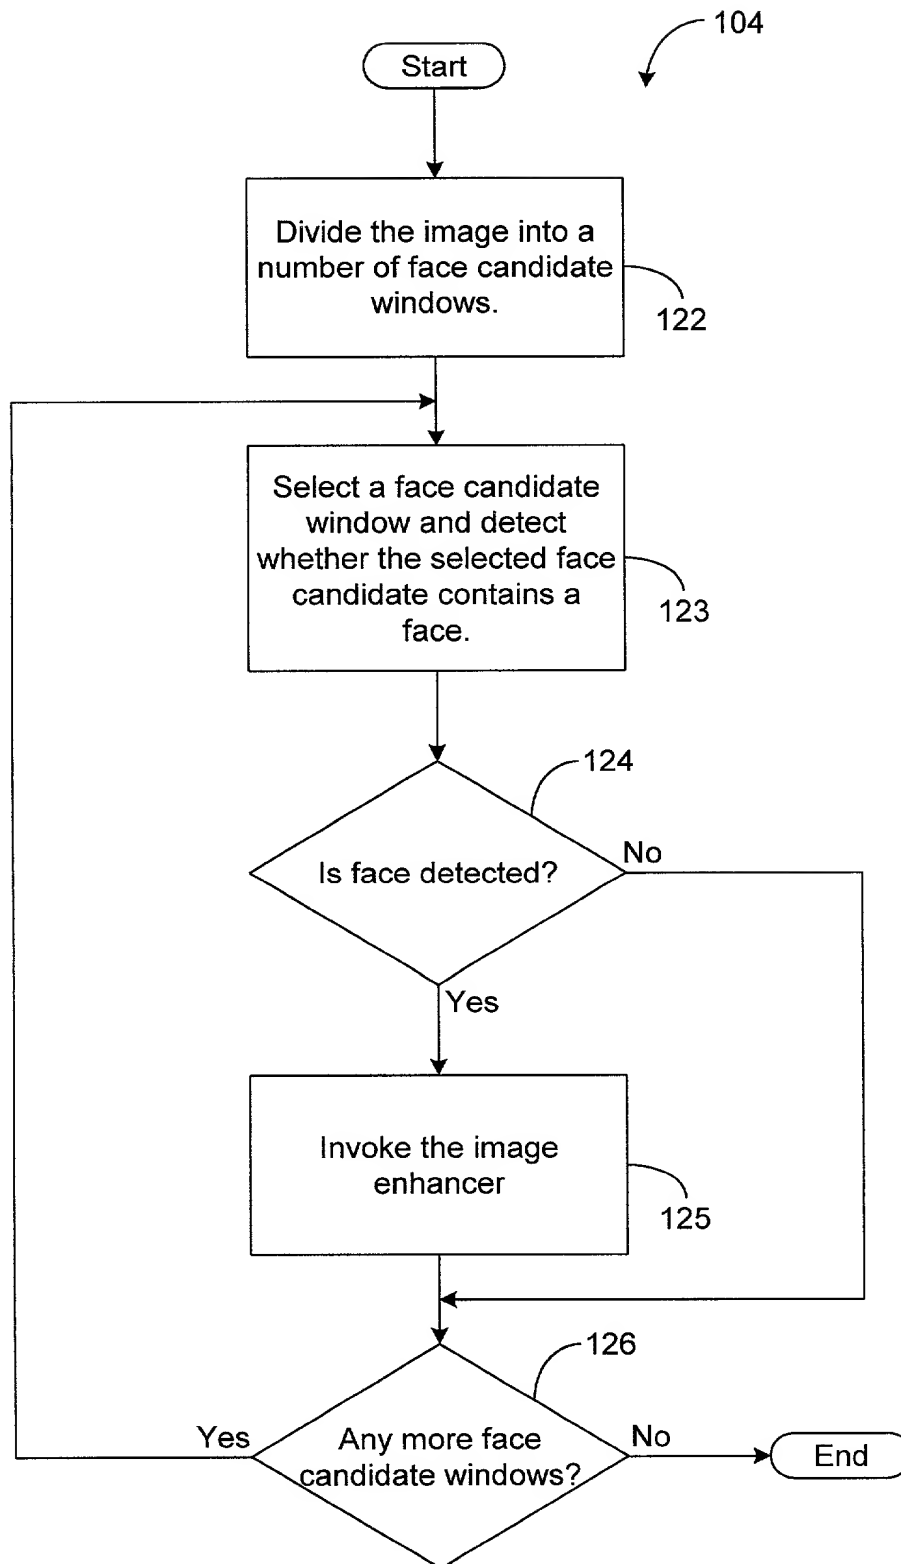 104
Start
Divide the image into a
number of face candidate
windows.
122
Select a face candidate
window and detect
whether the selected face
candidate contains a
face.
123
124
Is face detected?
No
Yes
Invoke the image
enhancer
125
126
Yes
Any more face
candidate windows?
No
End